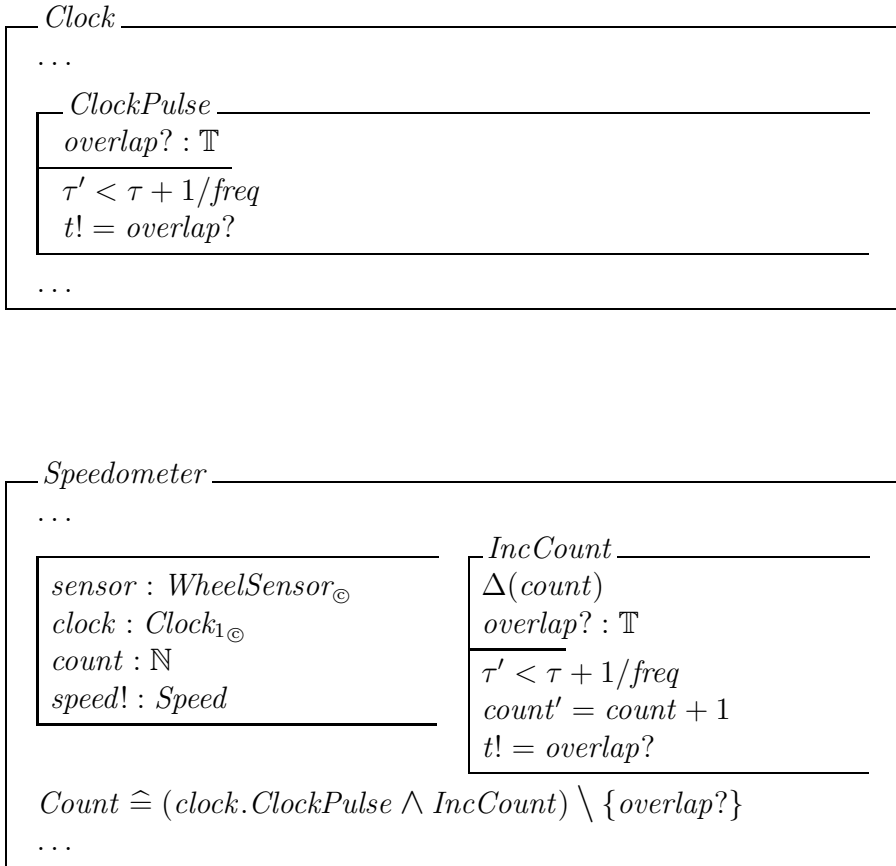 Clock
...
ClockPulse
overlap? : 𝕋
τ′ < τ + 1/freq
t! = overlap?
...
Speedometer
...
sensor : WheelSensor©
clock : Clock₁©
count : ℕ
speed! : Speed
IncCount
Δ(count)
overlap? : 𝕋
τ′ < τ + 1/freq
count′ = count + 1
t! = overlap?
Count ≙ (clock.ClockPulse ∧ IncCount) \ {overlap?}
...